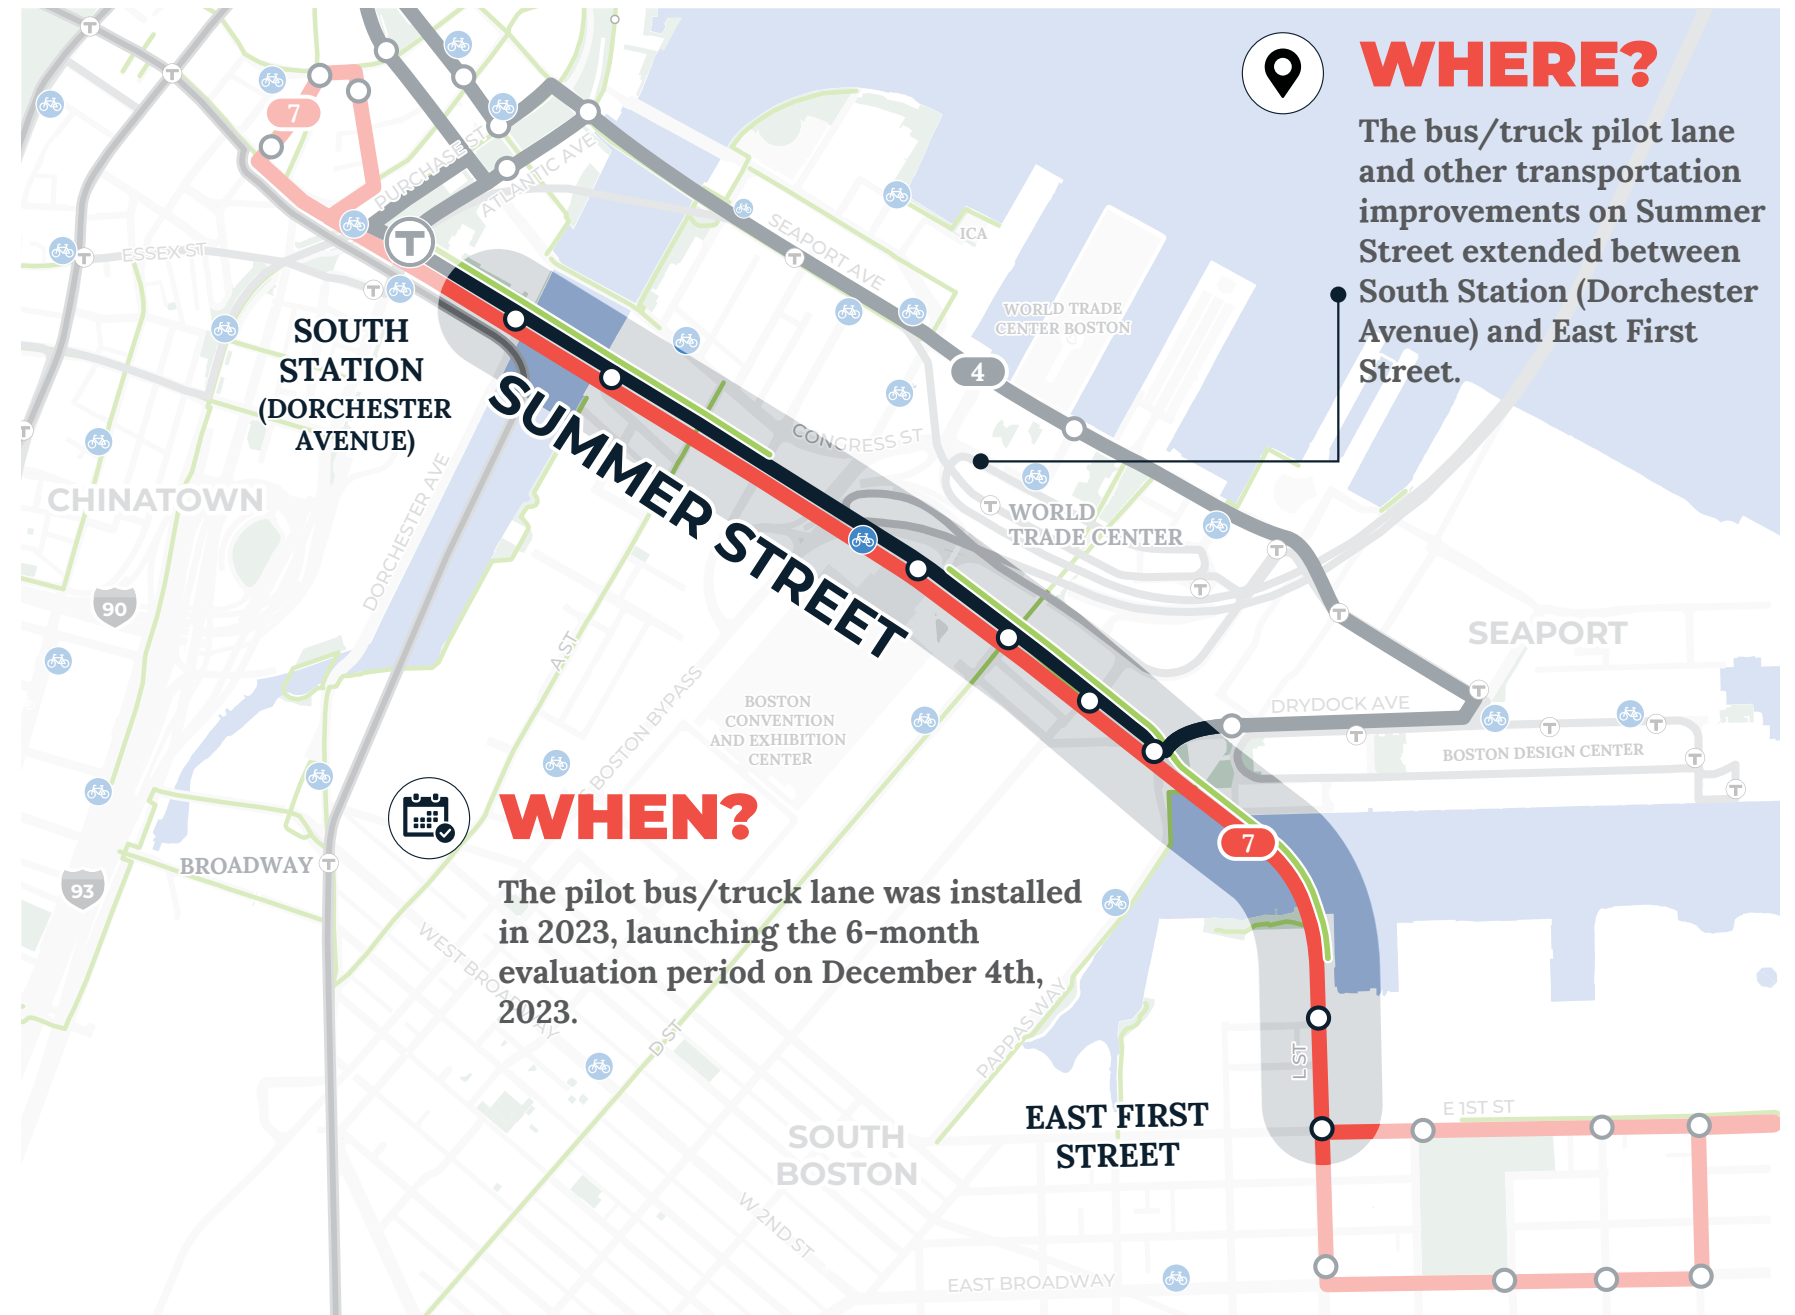 WHERE?
The bus/truck pilot lane
and other transportation
improvements on Summer
Street extended between
South Station (Dorchester
Avenue) and East First
Street.
7
PURCHASE ST
ATLANTIC AVE
T
ESSEX ST
SEAPORT AVE
ICA
WORLD TRADE
CENTER BOSTON
4
SOUTH
STATION
(DORCHESTER
AVENUE)
SUMMER STREET
CONGRESS ST
CHINATOWN
DORCHESTER AVE
WORLD
TRADE CENTER
90
A ST
SEAPORT
BOSTON BYPASS
BOSTON
CONVENTION
AND EXHIBITION
CENTER
DRYDOCK AVE
BOSTON DESIGN CENTER
WHEN?
The pilot bus/truck lane was installed
in 2023, launching the 6-month
evaluation period on December 4th,
2023.
7
BROADWAY
T
93
WEST BROADWAY
D ST
PAPPAS WAY
L ST
EAST FIRST
STREET
E 1ST ST
SOUTH
BOSTON
W 2ND ST
EAST BROADWAY